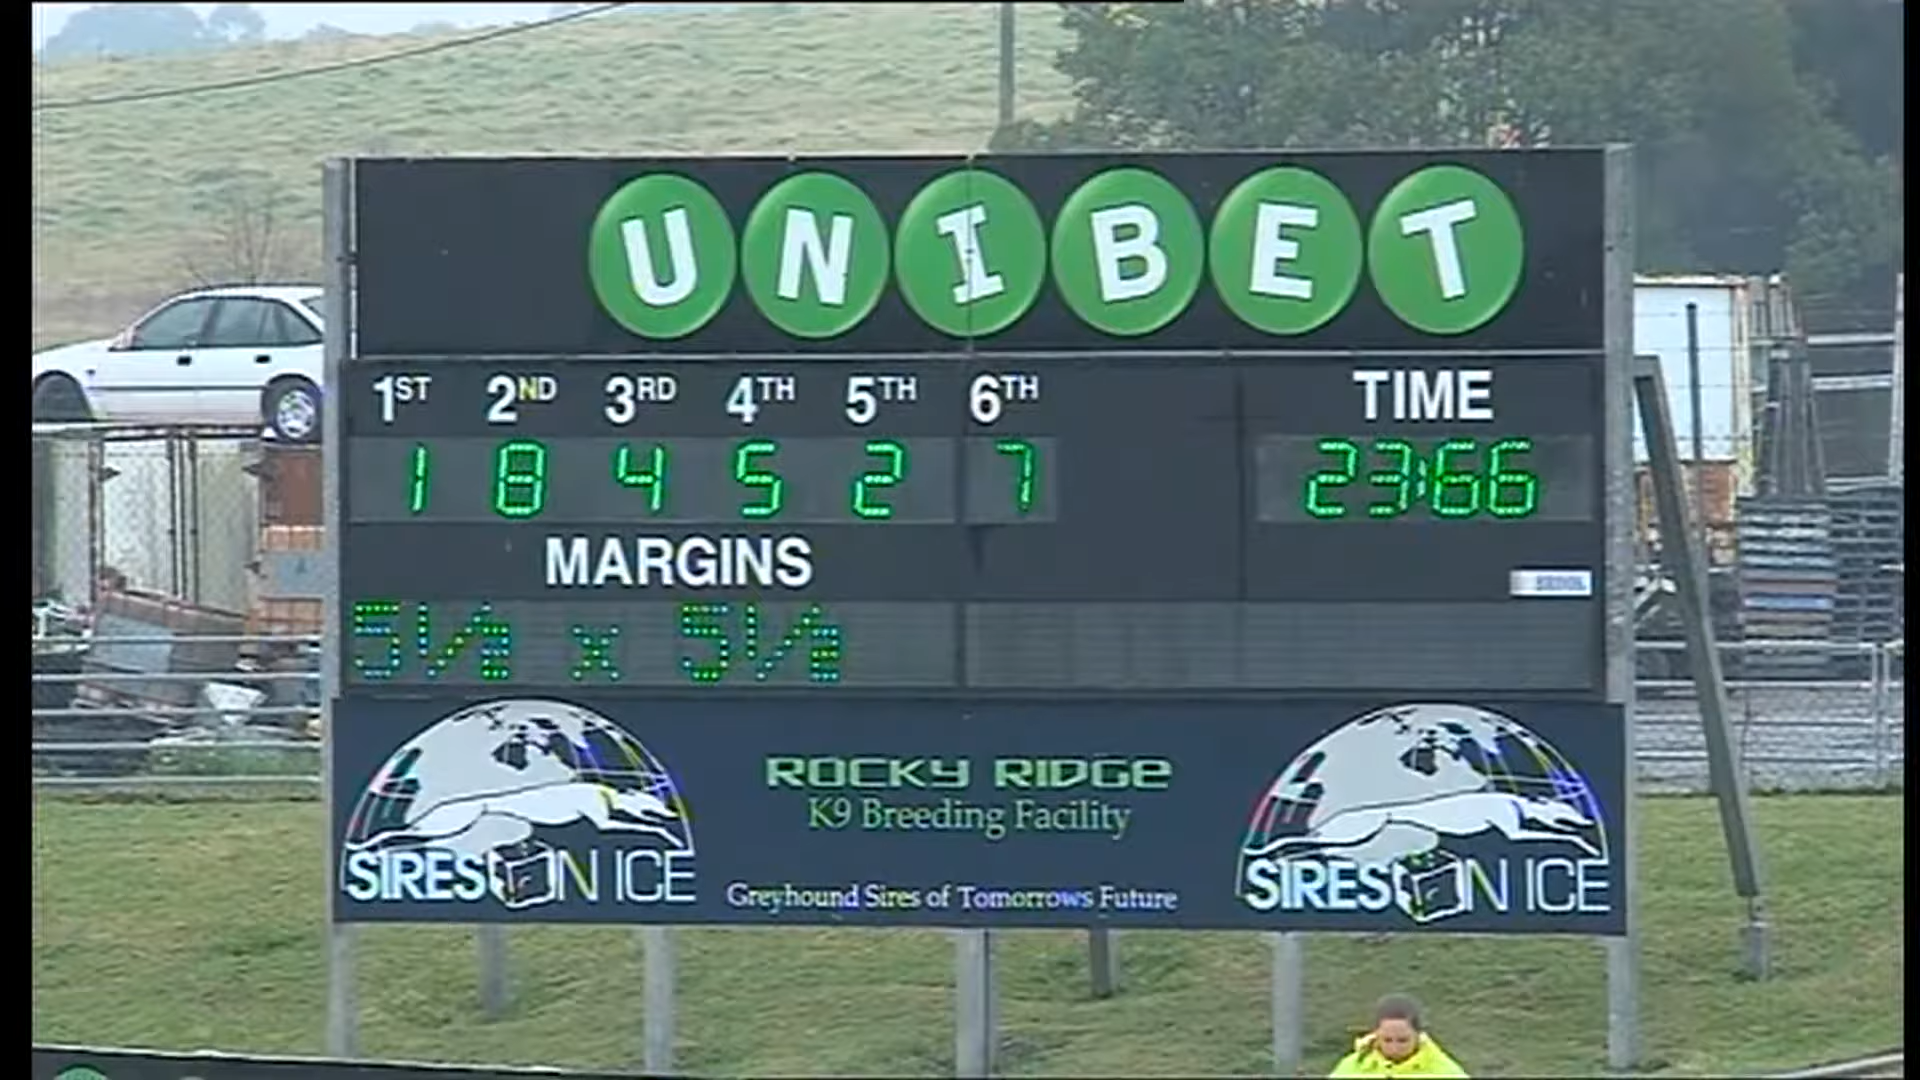 UNIBET
1ST 2ND 3RD 4TH 5TH 6TH TIME
1 8 4 5 2 7 23:66
MARGINS
5½ x 5½
ROCKY RIDGE
K9 Breeding Facility
SIRES ON ICE
Greyhound Sires of Tomorrows Future
SIRES ON ICE